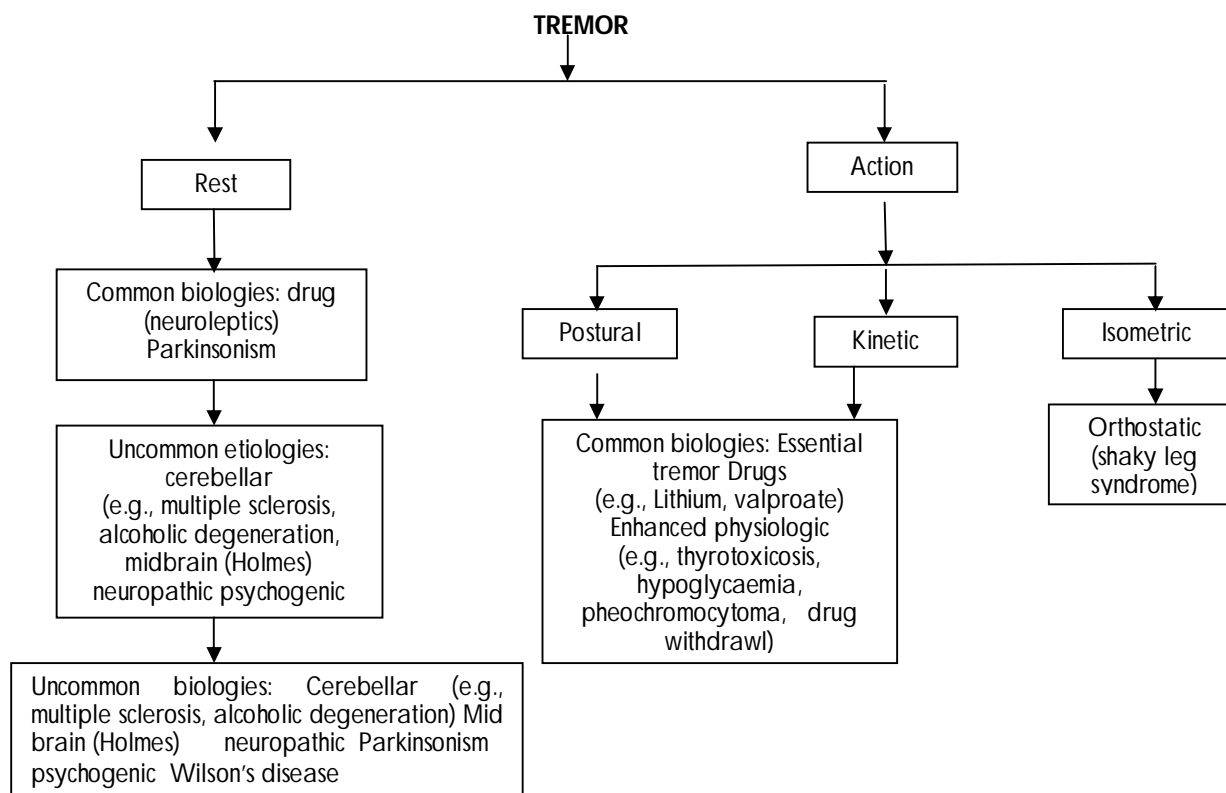 TREMOR
Rest
Action
Common biologies: drug
(neuroleptics)
Parkinsonism
Postural
Kinetic
Isometric
Uncommon etiologies:
cerebellar
(e.g., multiple sclerosis,
alcoholic degeneration,
midbrain (Holmes)
neuropathic psychogenic
Common biologies: Essential
tremor Drugs
(e.g., Lithium, valproate)
Enhanced physiologic
(e.g., thyrotoxicosis,
hypoglycaemia,
pheochromocytoma, drug
withdrawl)
Orthostatic
(shaky leg
syndrome)
Uncommon biologies: Cerebellar (e.g.,
multiple sclerosis, alcoholic degeneration) Mid
brain (Holmes) neuropathic Parkinsonism
psychogenic Wilson's disease